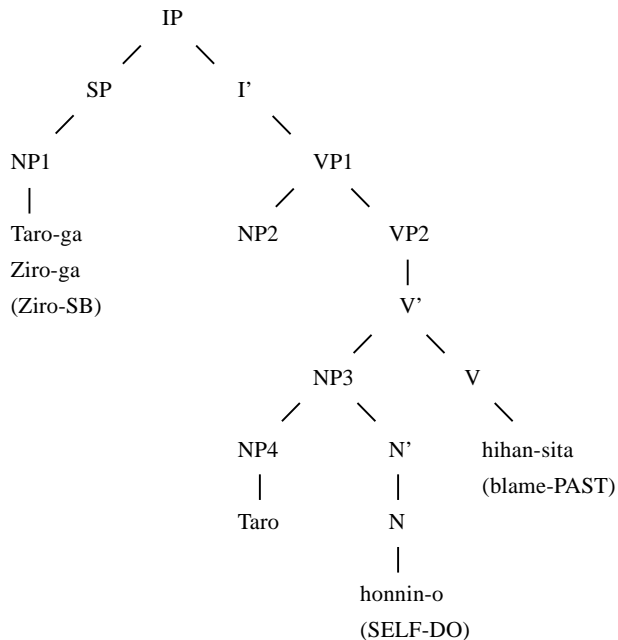 IP
SP I’
NP1 VP1
Taro-ga NP2 VP2
Ziro-ga
(Ziro-SB) V’
NP3 V
NP4 N’ hihan-sita
(blame-PAST)
Taro N
honnin-o
(SELF-DO)